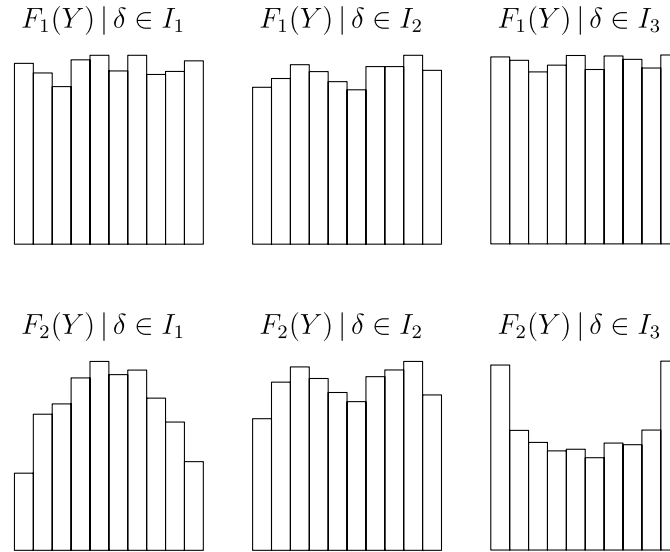 F₁(Y) | δ ∈ I₁ F₁(Y) | δ ∈ I₂ F₁(Y) | δ ∈ I₃
F₂(Y) | δ ∈ I₁ F₂(Y) | δ ∈ I₂ F₂(Y) | δ ∈ I₃